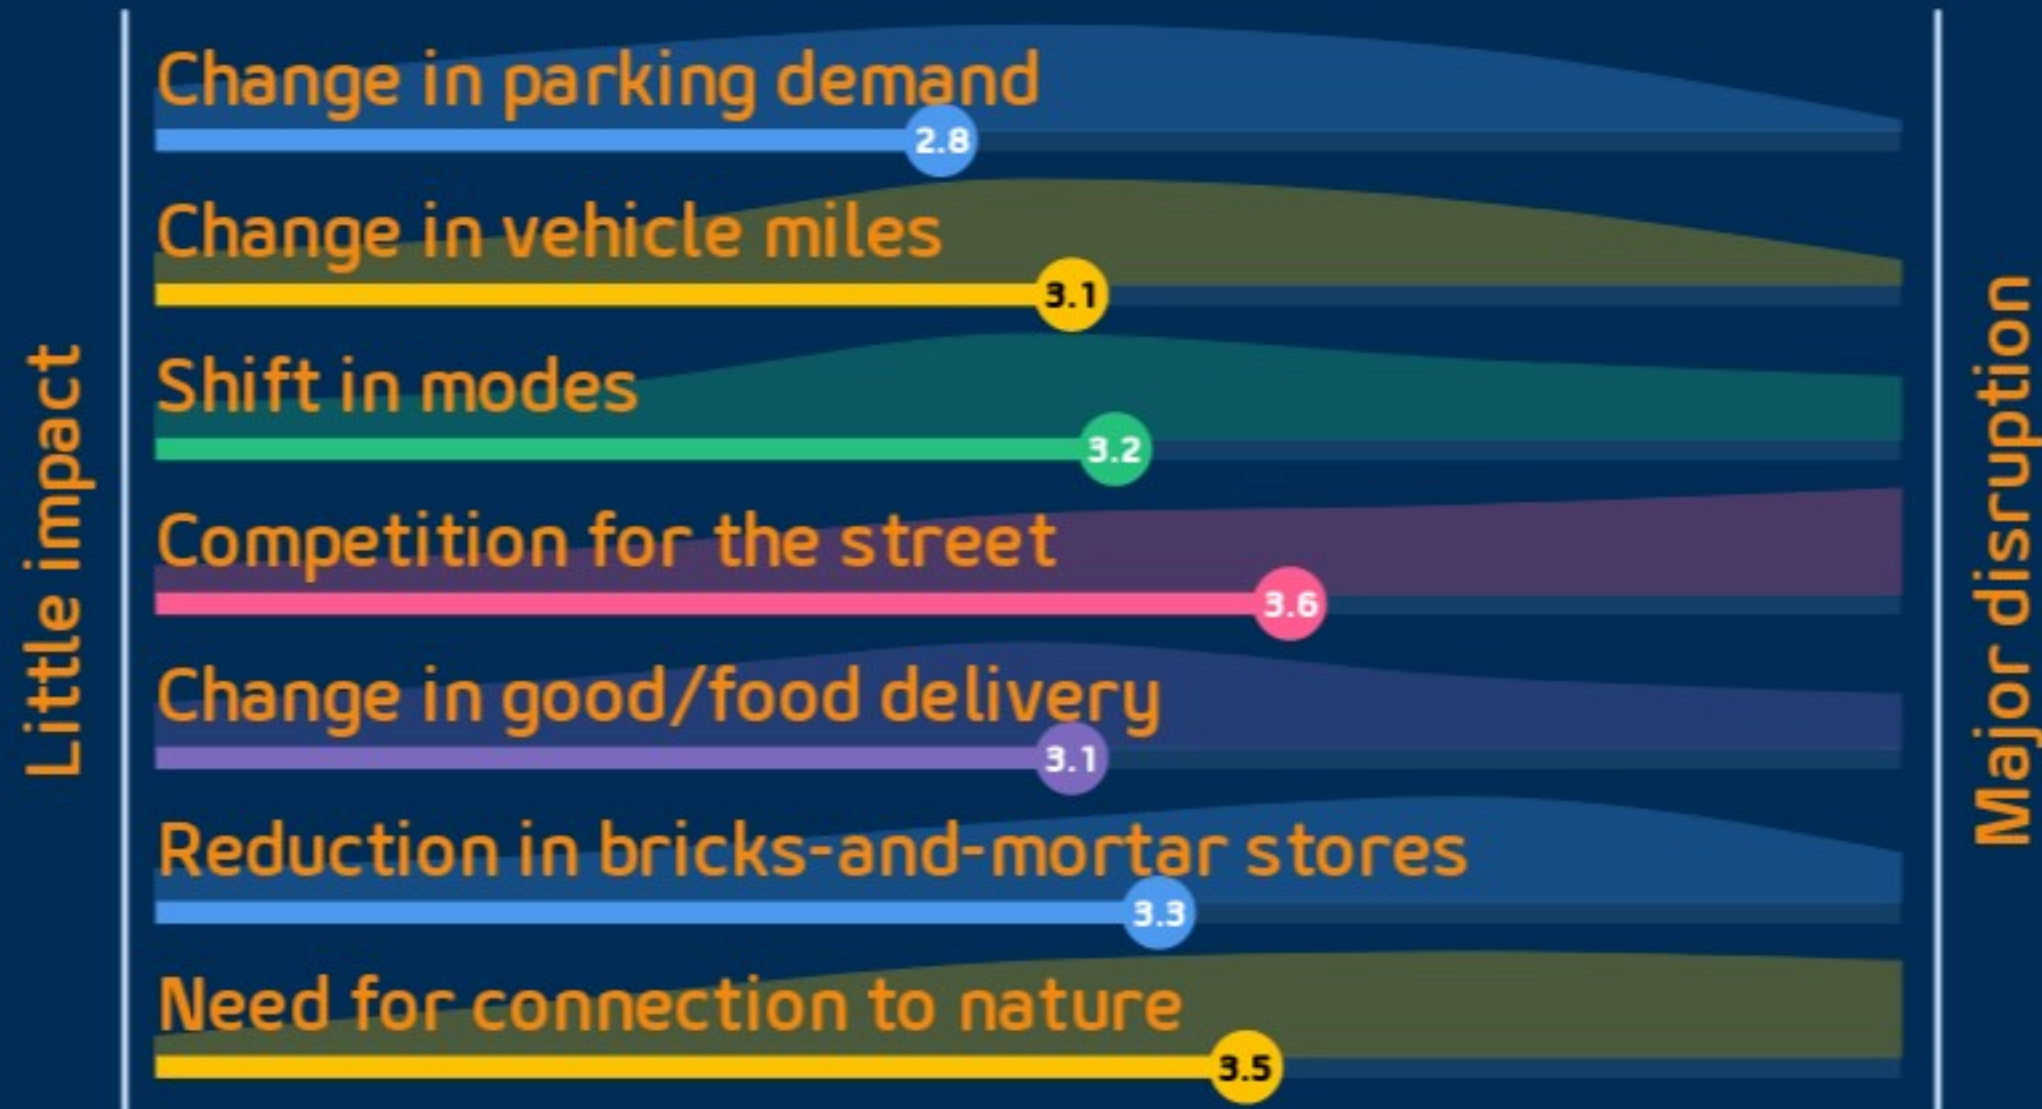 Little impact
Change in parking demand
2.8
Change in vehicle miles
3.1
Shift in modes
3.2
Competition for the street
3.6
Change in good/food delivery
3.1
Reduction in bricks-and-mortar stores
3.3
Need for connection to nature
3.5
Major disruption